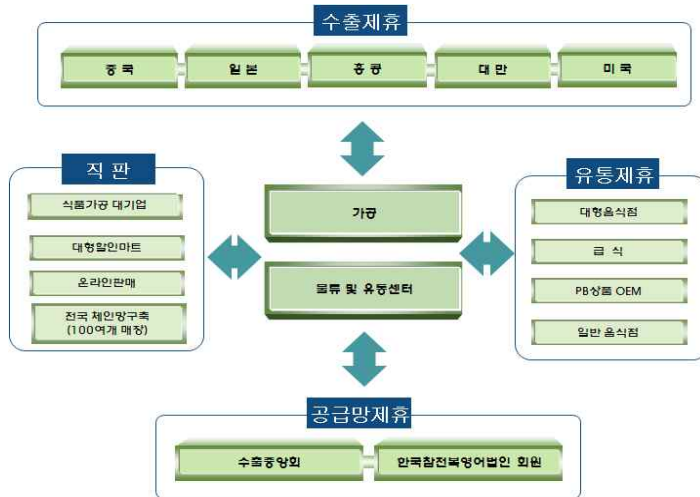 수출제휴
중국
일본
홍콩
대만
미국
직 판
식품가공 대기업
대형할인마트
온라인판매
전국 체인망구축
(100여개 매장)
가공
물류 및 유통센터
유통제휴
대형음식점
급 식
PB상품 OEM
일반 음식점
공급망제휴
수출중앙회
한국참전복영어법인 회원